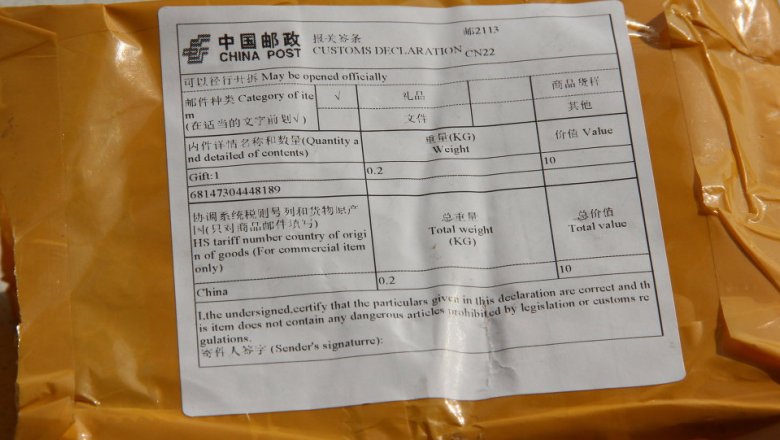 中国邮政 报关签条 邮2113
CHINA POST CUSTOMS DECLARATION CN22
可以径行开拆 May be opened officially
邮件种类 Category of ite √ 礼品 商品货样
m
(在适当的文字前划√) 文件 其他
内件详情名称和数量(Quantity a 重量(KG) 价值 Value
nd detailed of contents) Weight
Gift:1 0.2 10
68147304448189
协调系统税则号列和货物原产 总重量 总价值
国(只对商品邮件填写) Total weight Total value
HS tariff number country of origi (KG)
n of goods (For commercial item
only)
China 0.2 10
I,the undersigned,certify that the particulars given in this declaration are correct and th
is item does not contain any dangerous articles prohibited by legislation or customs re
gulations.
寄件人签字 (Sender's signaturre):